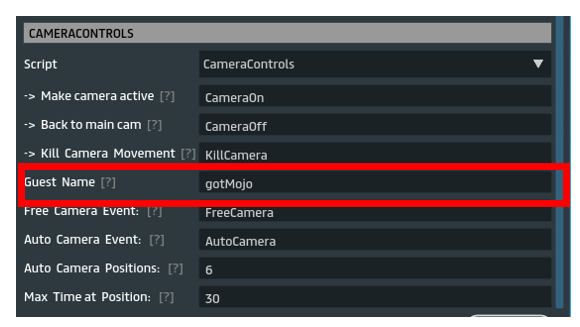 CAMERACONTROLS
Script CameraControls
-> Make camera active [?] CameraOn
-> Back to main cam [?] CameraOff
-> Kill Camera Movement [?] KillCamera
Guest Name [?] gotMojo
Free Camera Event: [?] FreeCamera
Auto Camera Event: [?] AutoCamera
Auto Camera Positions: [?] 6
Max Time at Position: [?] 30